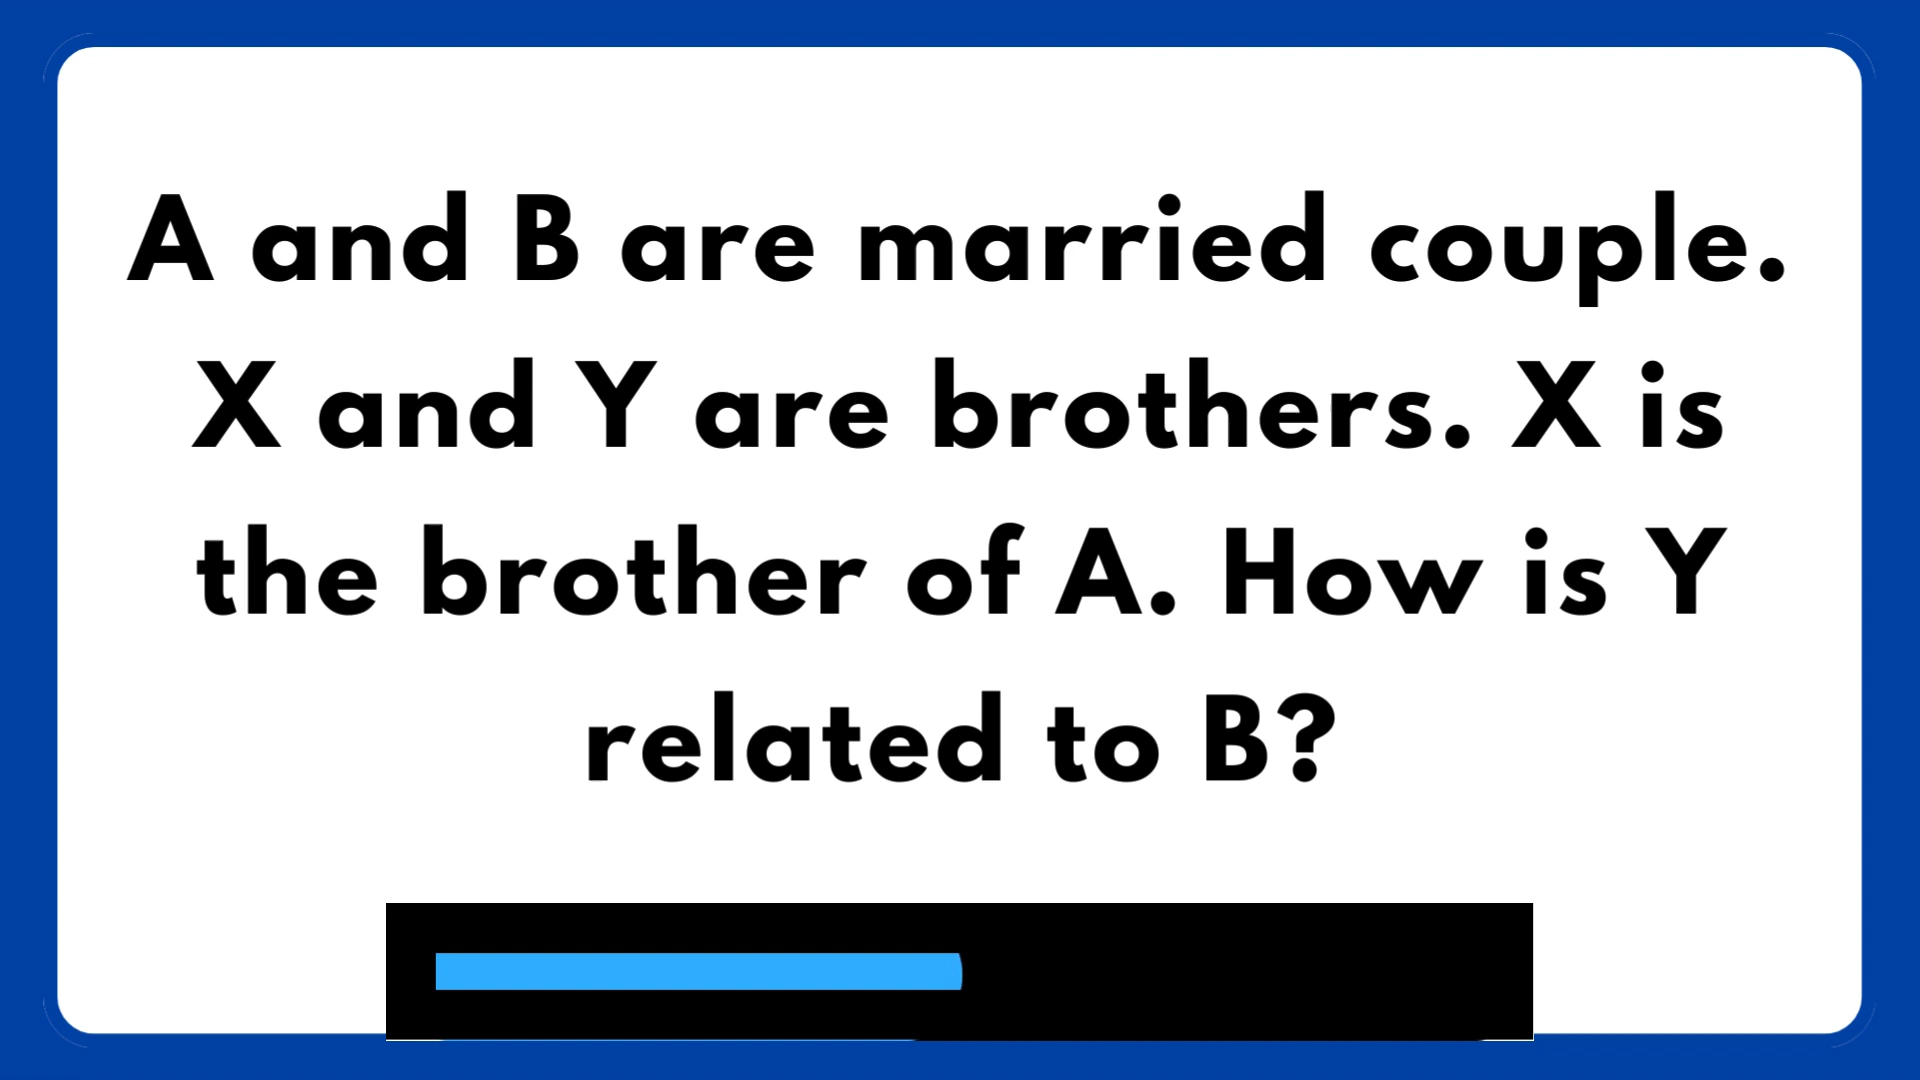 A and B are married couple.
X and Y are brothers. X is
the brother of A. How is Y
related to B?